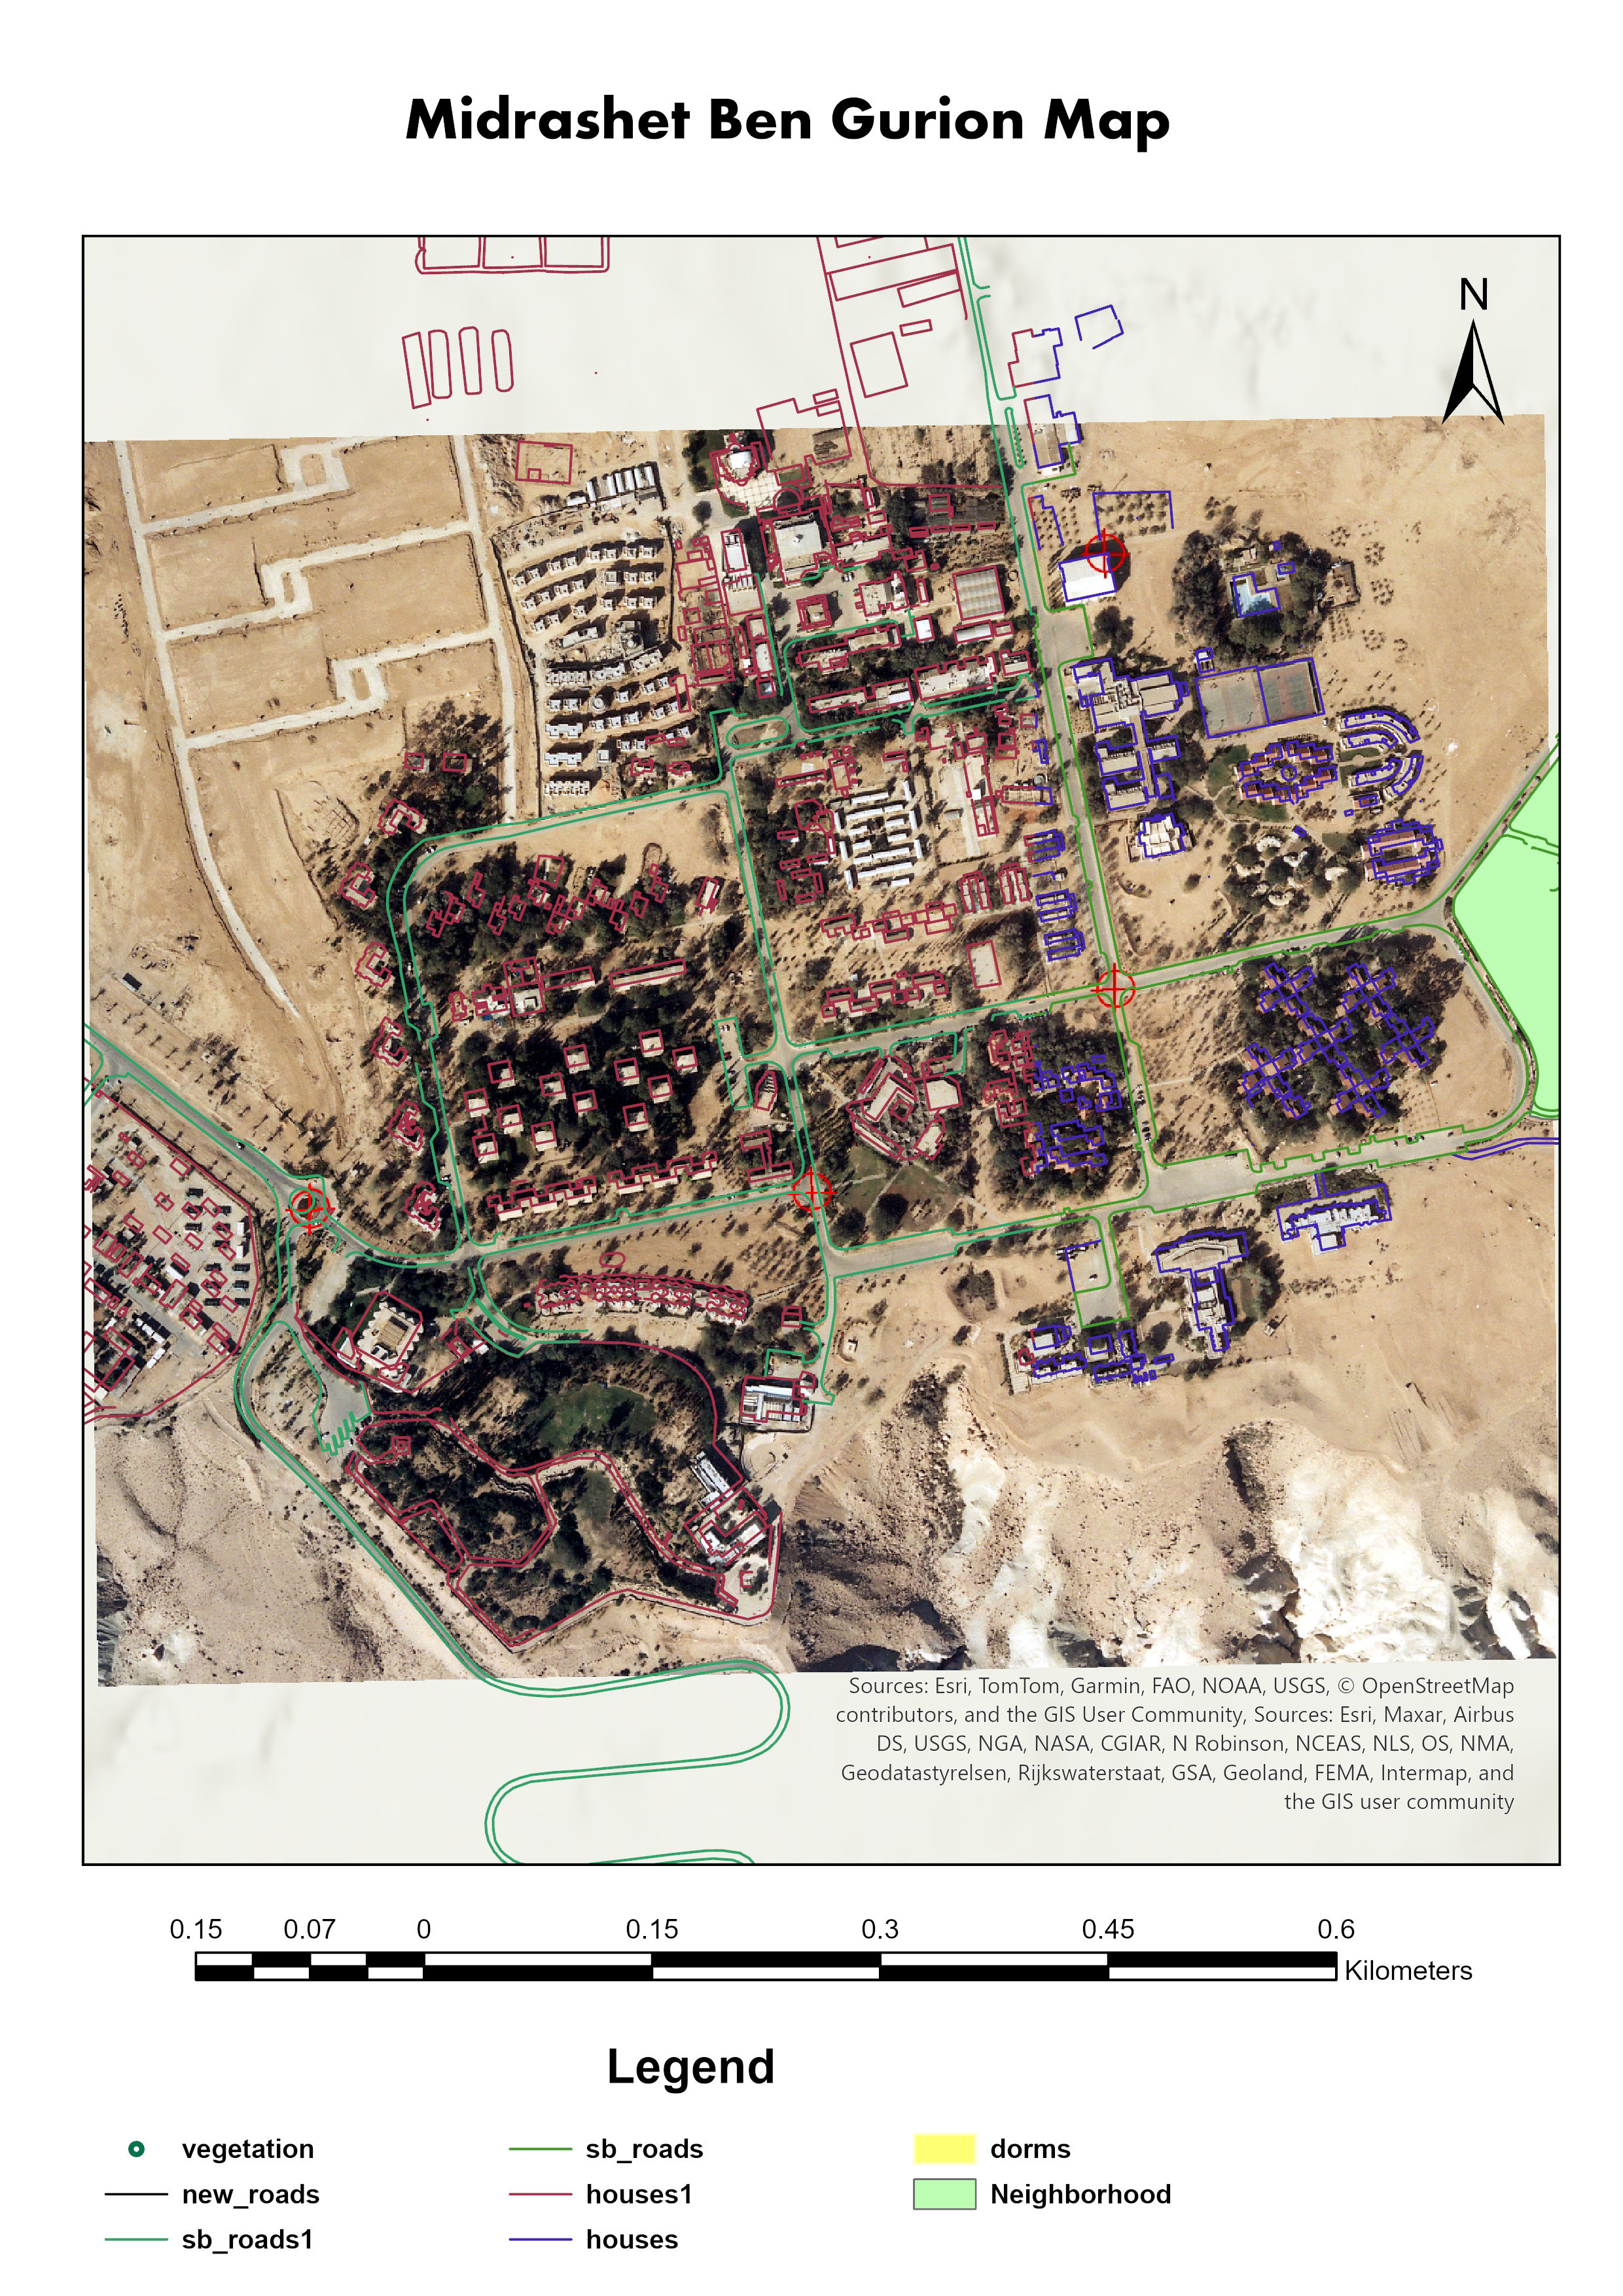 Midrashet Ben Gurion Map
N
Sources: Esri, TomTom, Garmin, FAO, NOAA, USGS, © OpenStreetMap
contributors, and the GIS User Community, Sources: Esri, Maxar, Airbus
DS, USGS, NGA, NASA, CGIAR, N Robinson, NCEAS, NLS, OS, NMA,
Geodatastyrelsen, Rijkswaterstaat, GSA, Geoland, FEMA, Intermap, and
the GIS user community
0.15 0.07 0 0.15 0.3 0.45 0.6
Kilometers
Legend
vegetation
new_roads
sb_roads1
sb_roads
houses1
houses
dorms
Neighborhood